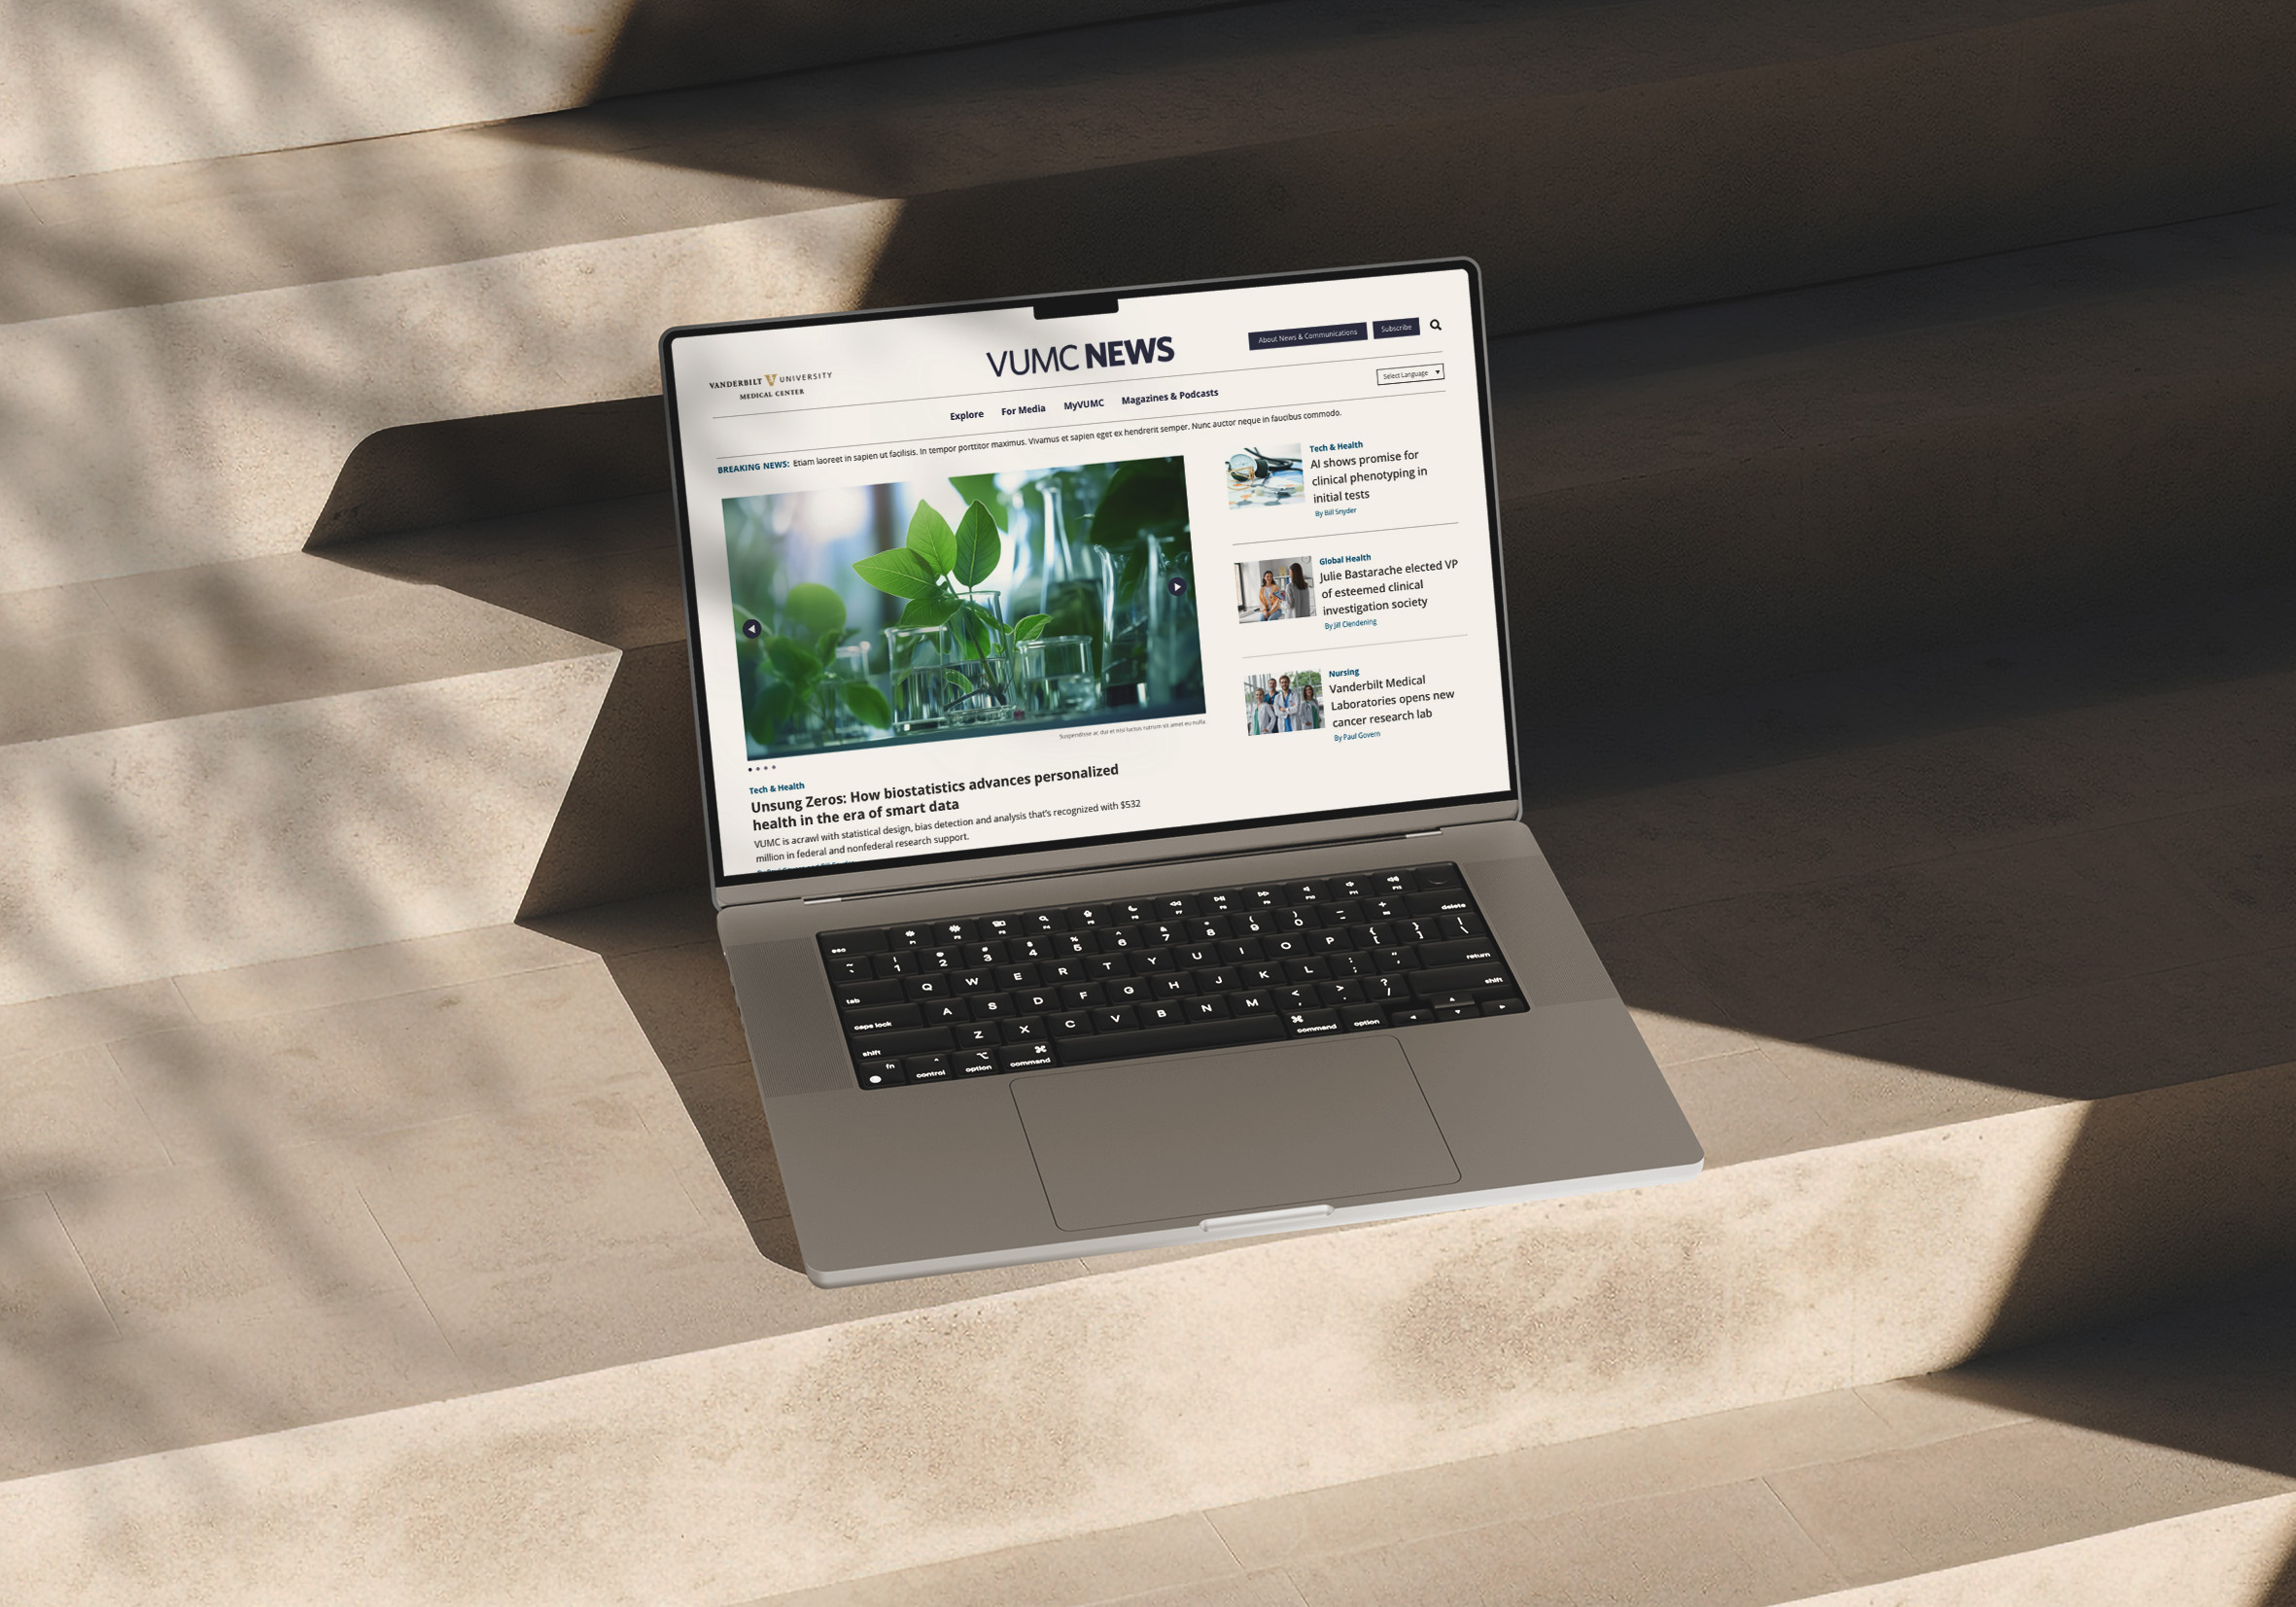 VANDERBILT V UNIVERSITY
MEDICAL CENTER
VUMC NEWS
About News & Communications
Subscribe
Explore For Media MyVUMC Magazines & Podcasts
Select Language
BREAKING NEWS: Etiam laoreet in sapien ut facilisis. In tempor porttitor maximus. Vivamus et sapien eget ex hendrerit semper. Nunc auctor neque in faucibus commodo.
Suspendisse ac dui et nisi luctus rutrum sit amet eu nulla.
Tech & Health
Unsung Zeros: How biostatistics advances personalized
health in the era of smart data
VUMC is acrawl with statistical design, bias detection and analysis that's recognized with $532
million in federal and nonfederal research support.
Tech & Health
AI shows promise for
clinical phenotyping in
initial tests
By Bill Snyder
Global Health
Julie Bastarache elected VP
of esteemed clinical
investigation society
By Jill Clendening
Nursing
Vanderbilt Medical
Laboratories opens new
cancer research lab
By Paul Govern
esc
~ ` ! 1 @ 2 # 3 $ 4 % 5 ^ 6 & 7 * 8 ( 9 ) 0 _ - + = delete
tab Q W E R T Y U I O P { [ } ] | \
caps lock A S D F G H J K L : ; " ' return
shift Z X C V B N M < , > . ? / shift
fn control option command command option